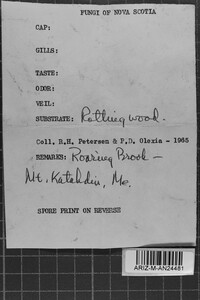 FUNGI OF NOVA SCOTIA
CAP:
GILLS:
TASTE:
ODOR:
VEIL:
SUBSTRATE: Rotting wood.
Coll. R.H. Petersen & P.D. Olexia - 1965
REMARKS: Roaring Brook -
Mt. Katahdin, Me.
SPORE PRINT ON REVERSE
ARIZ-M-AN24481